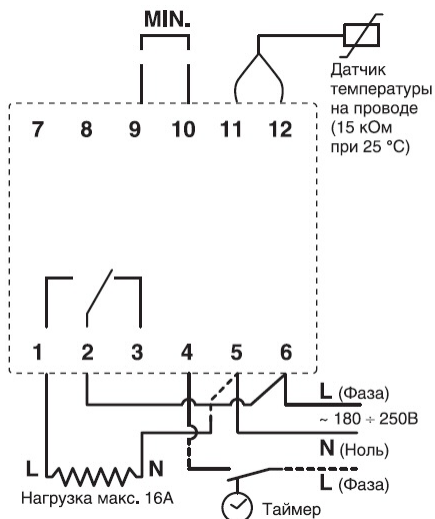 MIN.
Датчик
температуры
на проводе
(15 кОм
при 25 °C)
7 8 9 10 11 12
1 2 3 4 5 6
L (Фаза)
~ 180 ÷ 250В
N (Ноль)
L (Фаза)
L N
Нагрузка макс. 16А
Таймер